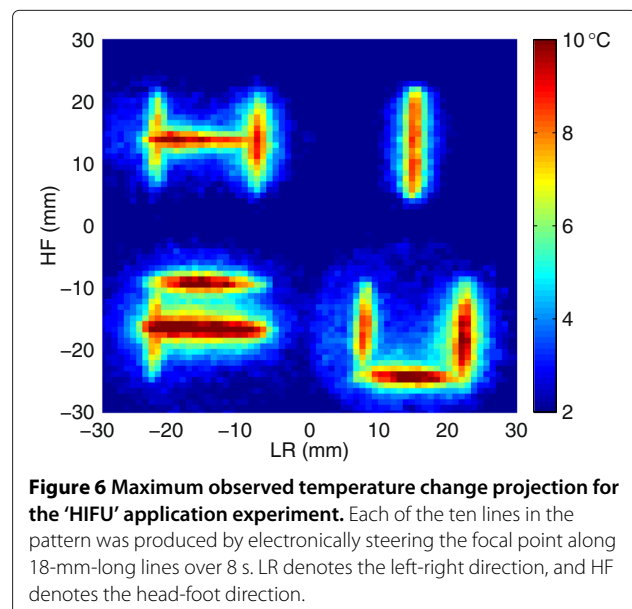 30
20
10
0
−10
−20
−30
HF (mm)
−30
−20
−10
0
10
20
30
LR (mm)
10 °C
8
6
4
2
Figure 6 Maximum observed temperature change projection for
the ‘HIFU’ application experiment. Each of the ten lines in the
pattern was produced by electronically steering the focal point along
18-mm-long lines over 8 s. LR denotes the left-right direction, and HF
denotes the head-foot direction.